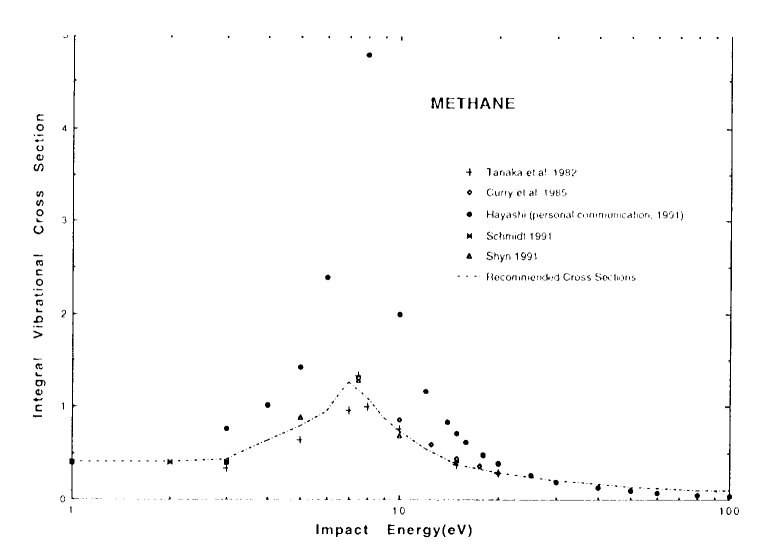 5
4
3
2
1
0
Integral Vibrational Cross Section
METHANE
Tanaka et al. 1982
Curry et al. 1985
Hayashi (personal communication, 1991)
Schmidt 1991
Shyn 1991
Recommended Cross Sections
1 10 100
Impact Energy(eV)